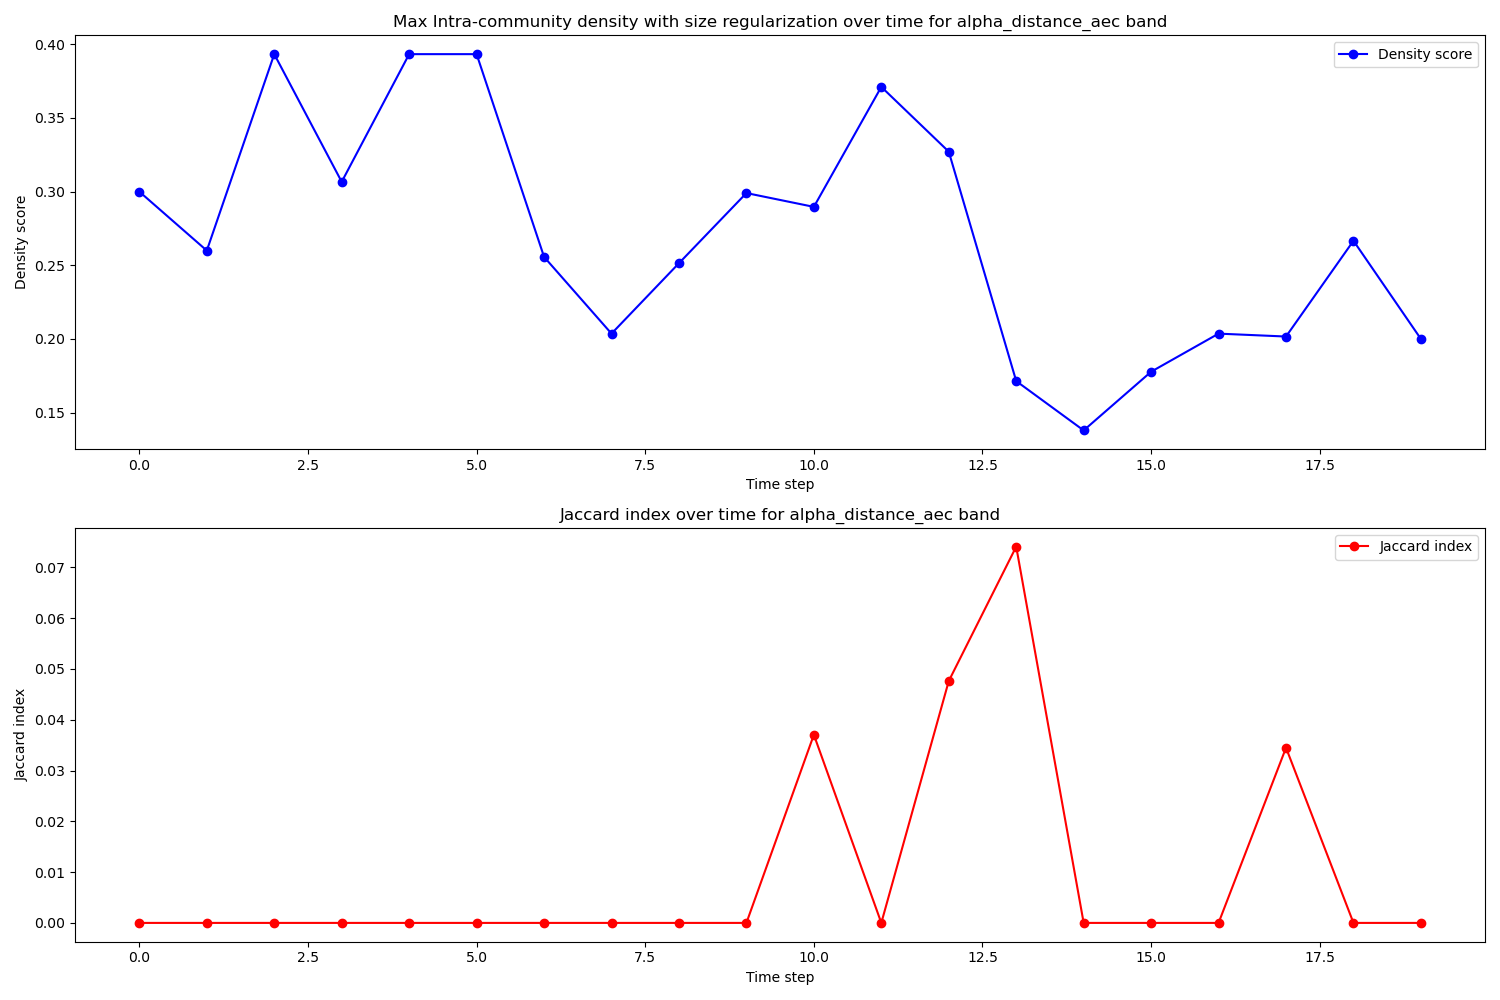 Max Intra-community density with size regularization over time for alpha_distance_aec band
Density score
0.40
0.35
0.30
0.25
0.20
0.15
Density score
0.0 2.5 5.0 7.5 10.0 12.5 15.0 17.5
Time step
Jaccard index over time for alpha_distance_aec band
Jaccard index
0.07
0.06
0.05
0.04
0.03
0.02
0.01
0.00
Jaccard index
0.0 2.5 5.0 7.5 10.0 12.5 15.0 17.5
Time step